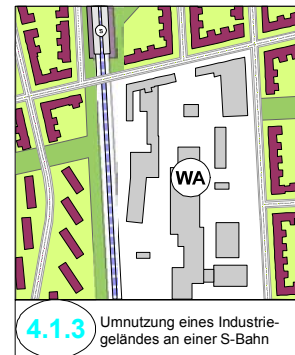 S
WA
4.1.3
Umnutzung eines Industrie-
geländes an einer S-Bahn